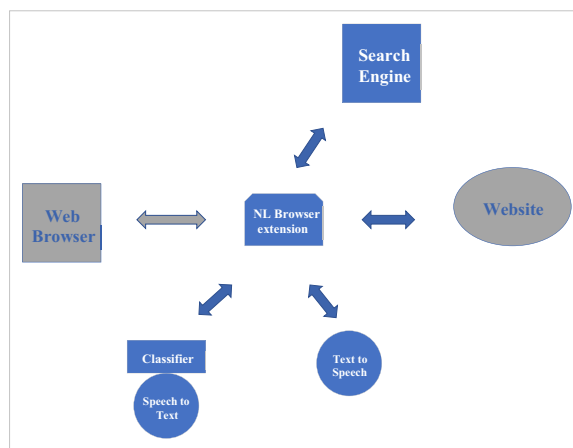 Search
Engine
Web
Browser
NL Browser
extension
Website
Classifier
Speech to
Text
Text to
Speech